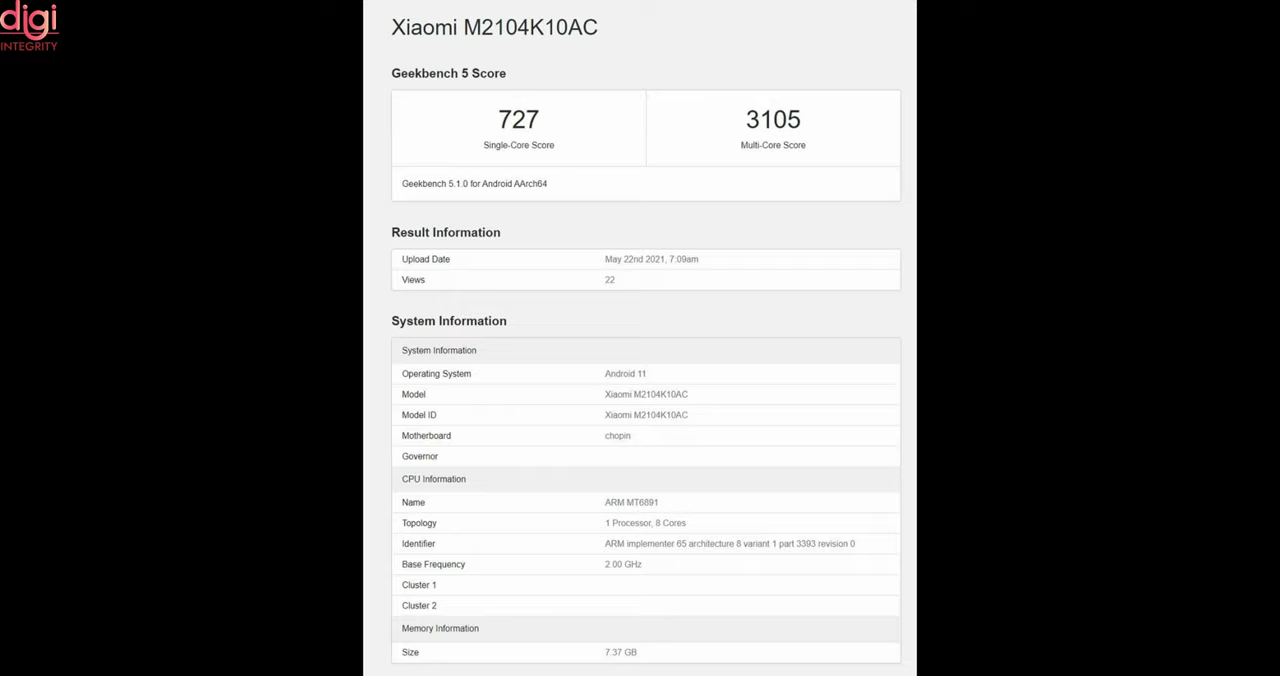 digi
INTEGRITY
Xiaomi M2104K10AC
Geekbench 5 Score
727
3105
Single-Core Score
Multi-Core Score
Geekbench 5.1.0 for Android AArch64
Result Information
Upload Date May 22nd 2021, 7:09am
Views 22
System Information
System Information
Operating System Android 11
Model Xiaomi M2104K10AC
Model ID Xiaomi M2104K10AC
Motherboard chopin
Governor
CPU Information
Name ARM MT6891
Topology 1 Processor, 8 Cores
Identifier ARM implementer 65 architecture 8 variant 1 part 3393 revision 0
Base Frequency 2.00 GHz
Cluster 1
Cluster 2
Memory Information
Size 7.37 GB